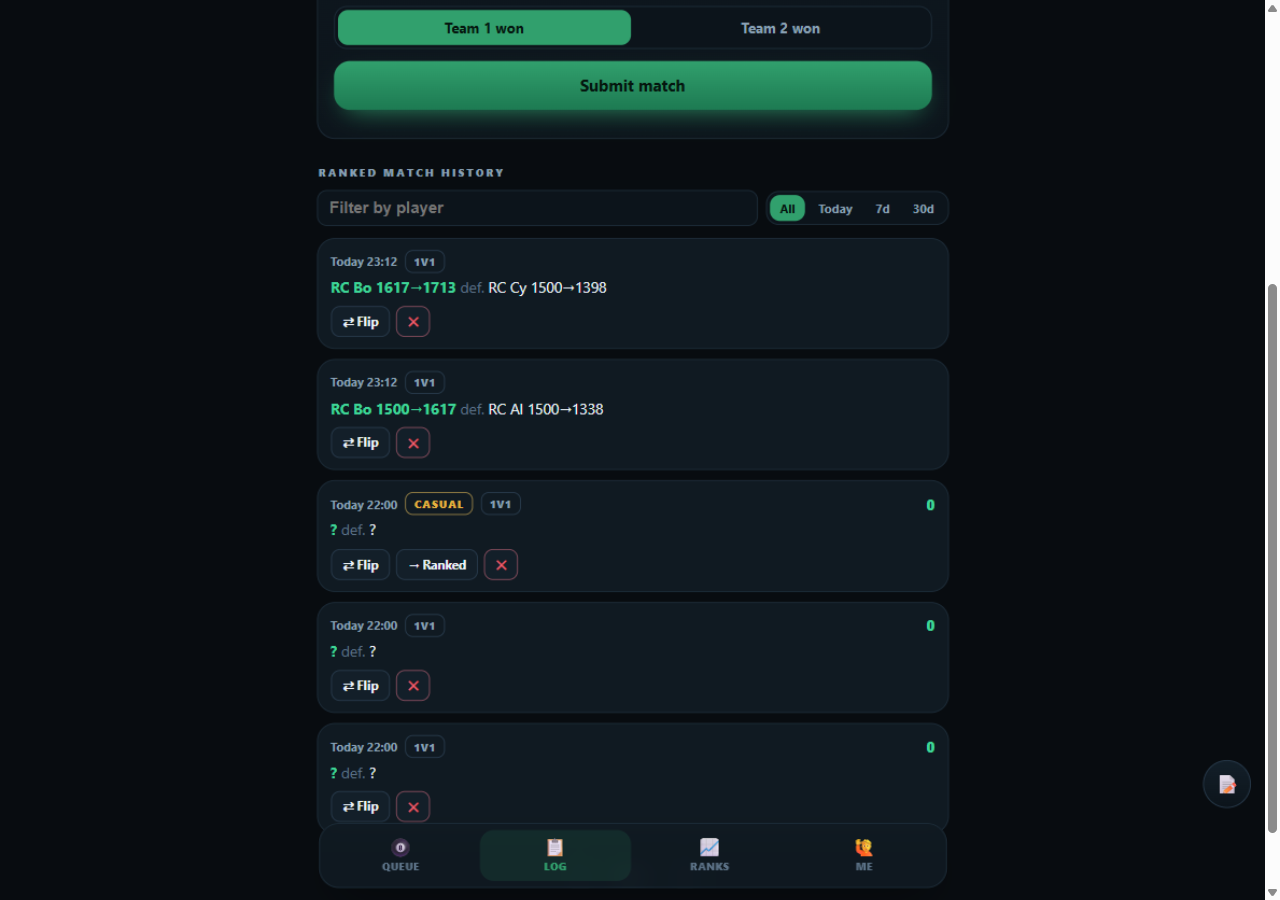 Team 1 won Team 2 won
Submit match
RANKED MATCH HISTORY
Filter by player All Today 7d 30d
Today 23:12 1V1
RC Bo 1617→1713 def. RC Cy 1500→1398
⇄ Flip ✕
Today 23:12 1V1
RC Bo 1500→1617 def. RC Al 1500→1338
⇄ Flip ✕
Today 22:00 CASUAL 1V1 0
? def. ?
⇄ Flip → Ranked ✕
Today 22:00 1V1 0
? def. ?
⇄ Flip ✕
Today 22:00 1V1 0
? def. ?
⇄ Flip ✕
QUEUE LOG RANKS ME